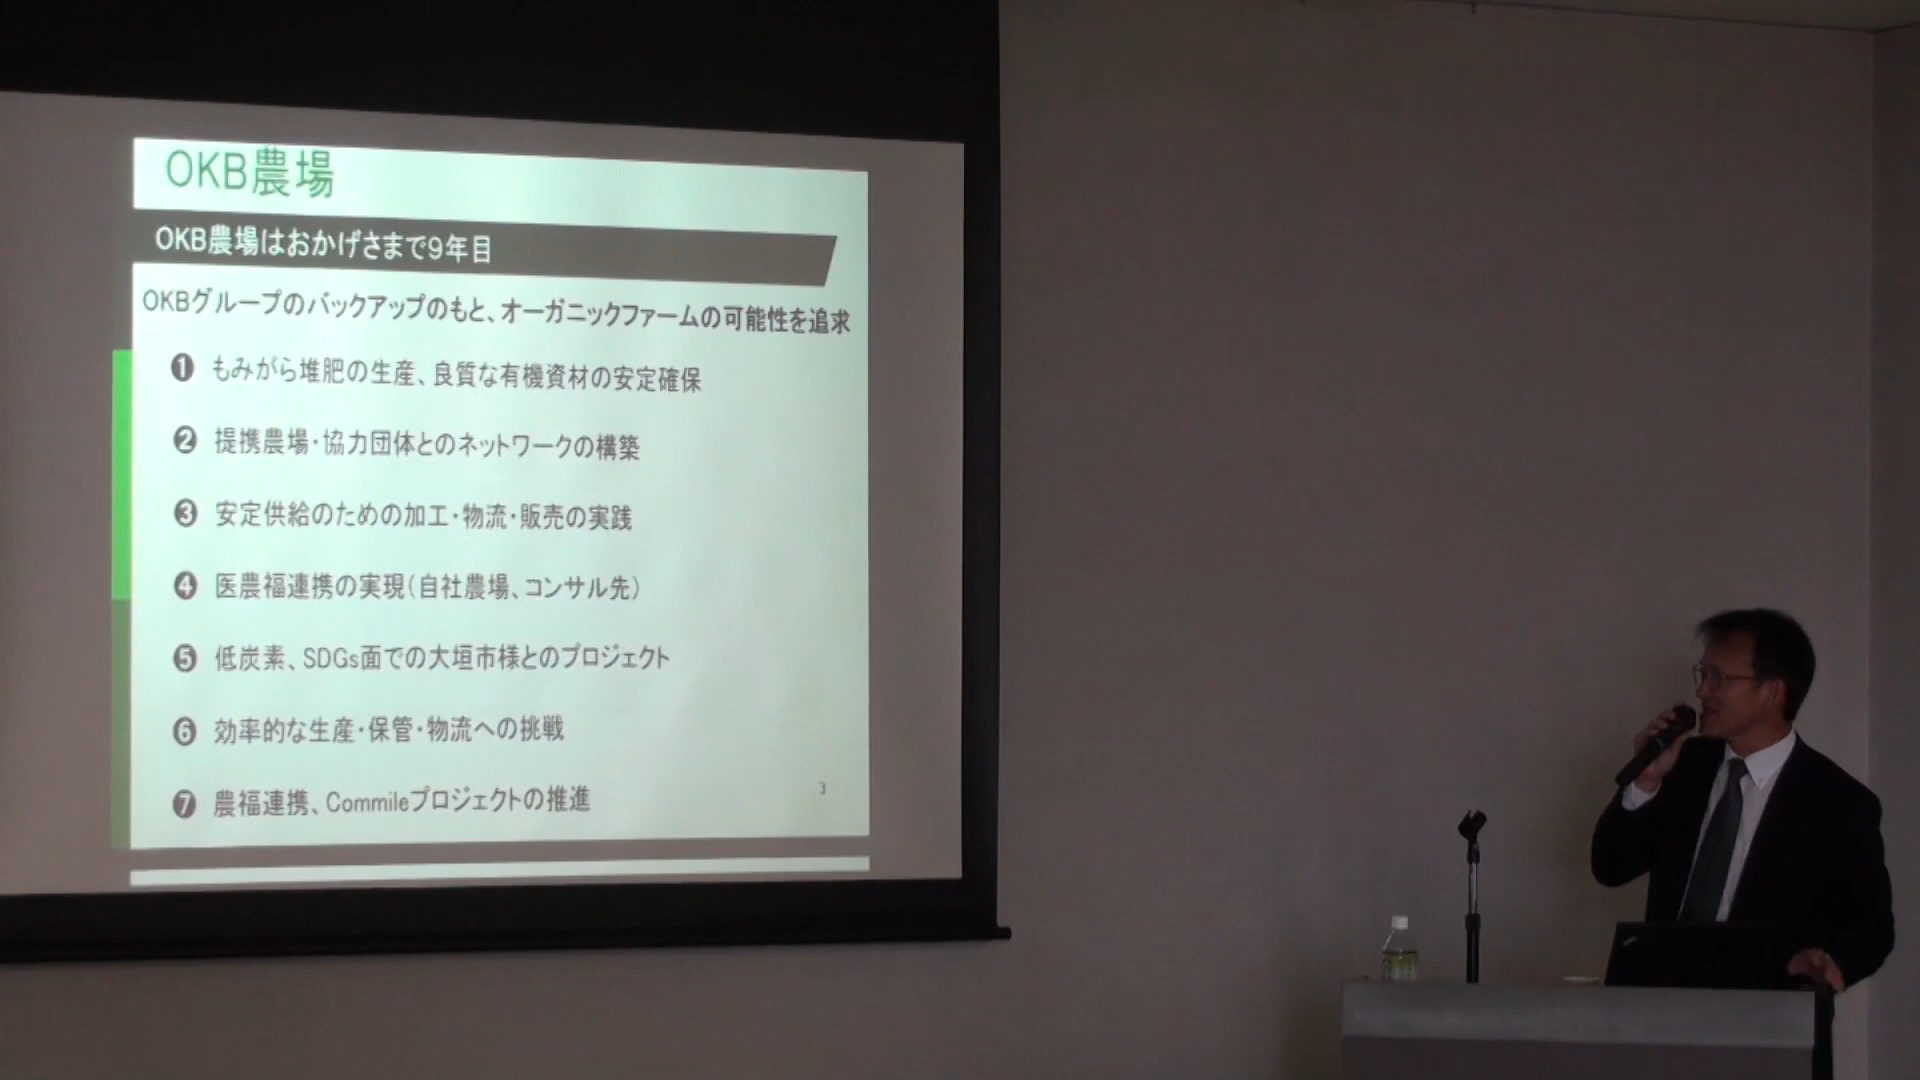 OKB農場
OKB農場はおかげさまで9年目
OKBグループのバックアップのもと、オーガニックファームの可能性を追求
❶ もみがら堆肥の生産、良質な有機資材の安定確保
❷ 提携農場・協力団体とのネットワークの構築
❸ 安定供給のための加工・物流・販売の実践
❹ 医農福連携の実現(自社農場、コンサル先)
❺ 低炭素、SDGs面での大垣市様とのプロジェクト
❻ 効率的な生産・保管・物流への挑戦
❼ 農福連携、Commileプロジェクトの推進
3